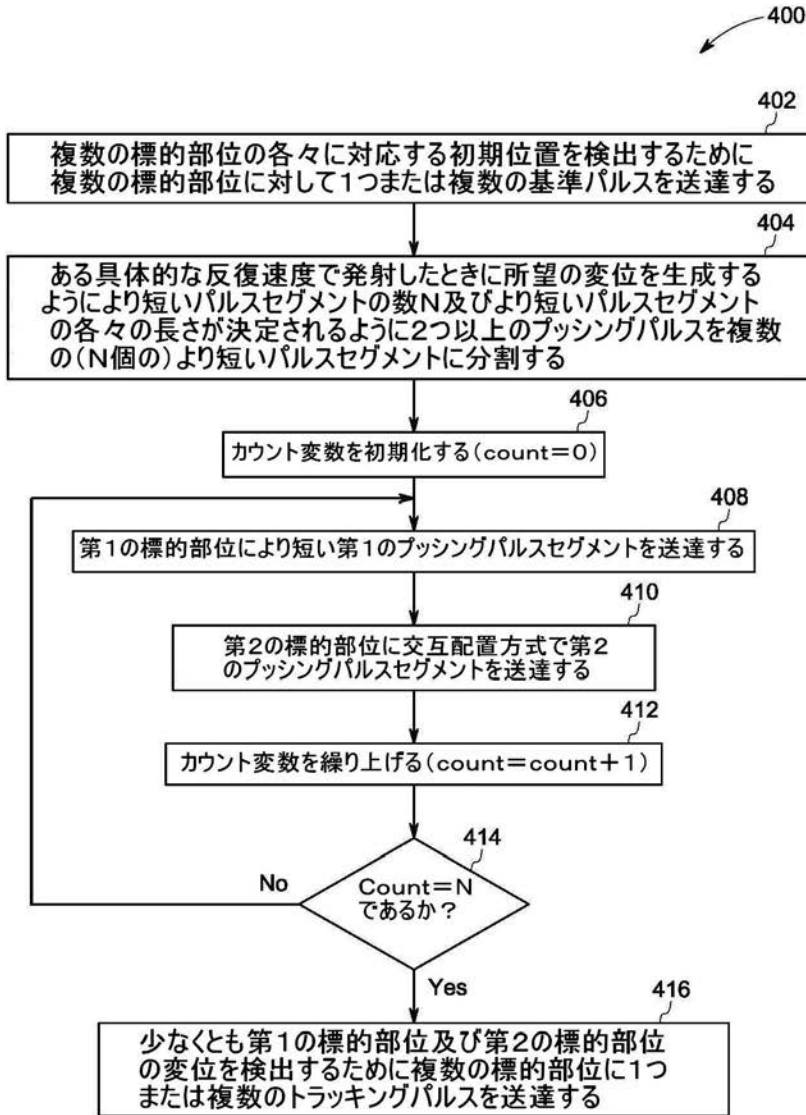 400
402
複数の標的部位の各々に対応する初期位置を検出するために
複数の標的部位に対して1つまたは複数の基準パルスを送達する
404
ある具体的な反復速度で発射したときに所望の変位を生成する
ようにより短いパルスセグメントの数N及びより短いパルスセグメント
の各々の長さが決定されるように2つ以上のプッシングパルスを複数
の(N個の)より短いパルスセグメントに分割する
406
カウント変数を初期化する(count=0)
408
第1の標的部位により短い第1のプッシングパルスセグメントを送達する
410
第2の標的部位に交互配置方式で第2
のプッシングパルスセグメントを送達する
412
カウント変数を繰り上げる(count=count+1)
414
No
Count=N
であるか?
Yes
416
少なくとも第1の標的部位及び第2の標的部位
の変位を検出するために複数の標的部位に1つ
または複数のトラッキングパルスを送達する